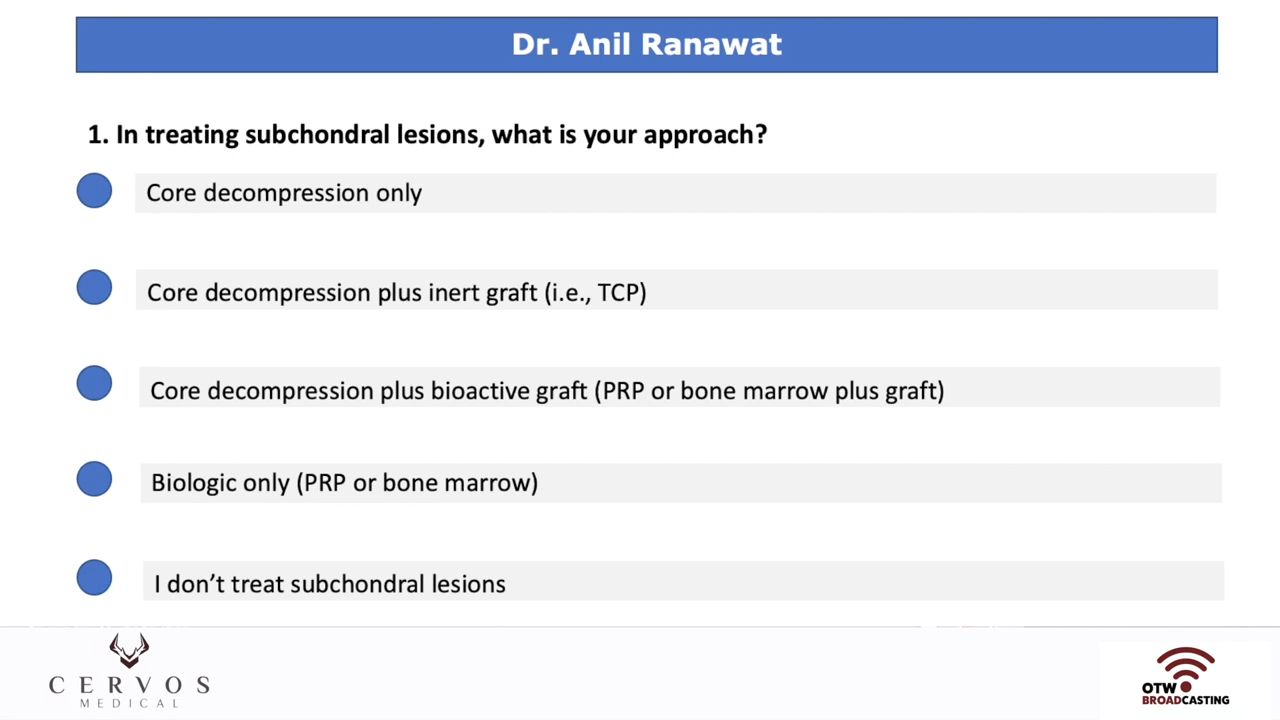 Dr. Anil Ranawat
1. In treating subchondral lesions, what is your approach?
Core decompression only
Core decompression plus inert graft (i.e., TCP)
Core decompression plus bioactive graft (PRP or bone marrow plus graft)
Biologic only (PRP or bone marrow)
I don’t treat subchondral lesions
CERVOS
MEDICAL
OTW
BROADCASTING